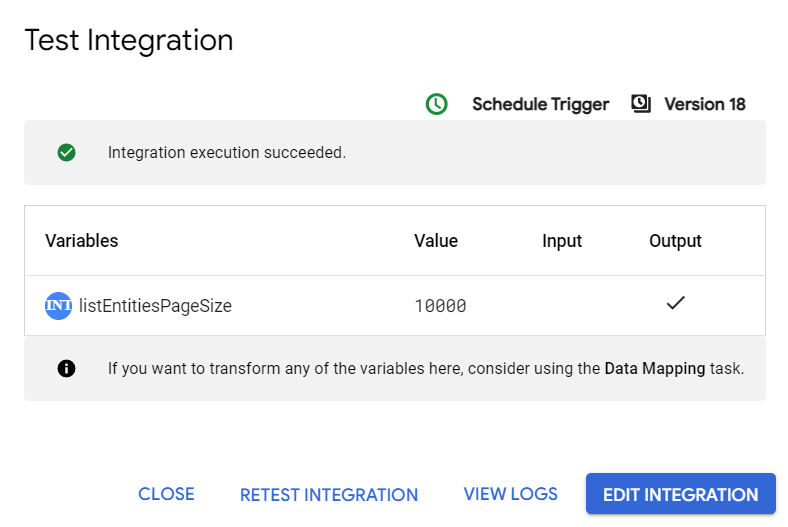 Test Integration
Schedule Trigger Version 18
Integration execution succeeded.
Variables Value Input Output
INT listEntitiesPageSize 10000
If you want to transform any of the variables here, consider using the Data Mapping task.
CLOSE RETEST INTEGRATION VIEW LOGS EDIT INTEGRATION